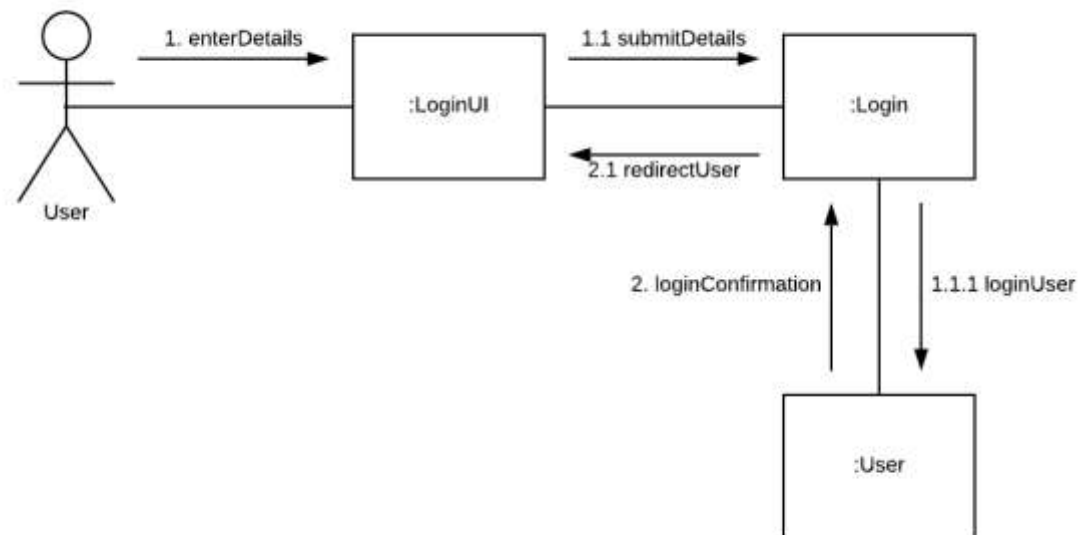 1. enterDetails
1.1 submitDetails
:LoginUI
:Login
2.1 redirectUser
User
2. loginConfirmation
1.1.1 loginUser
:User